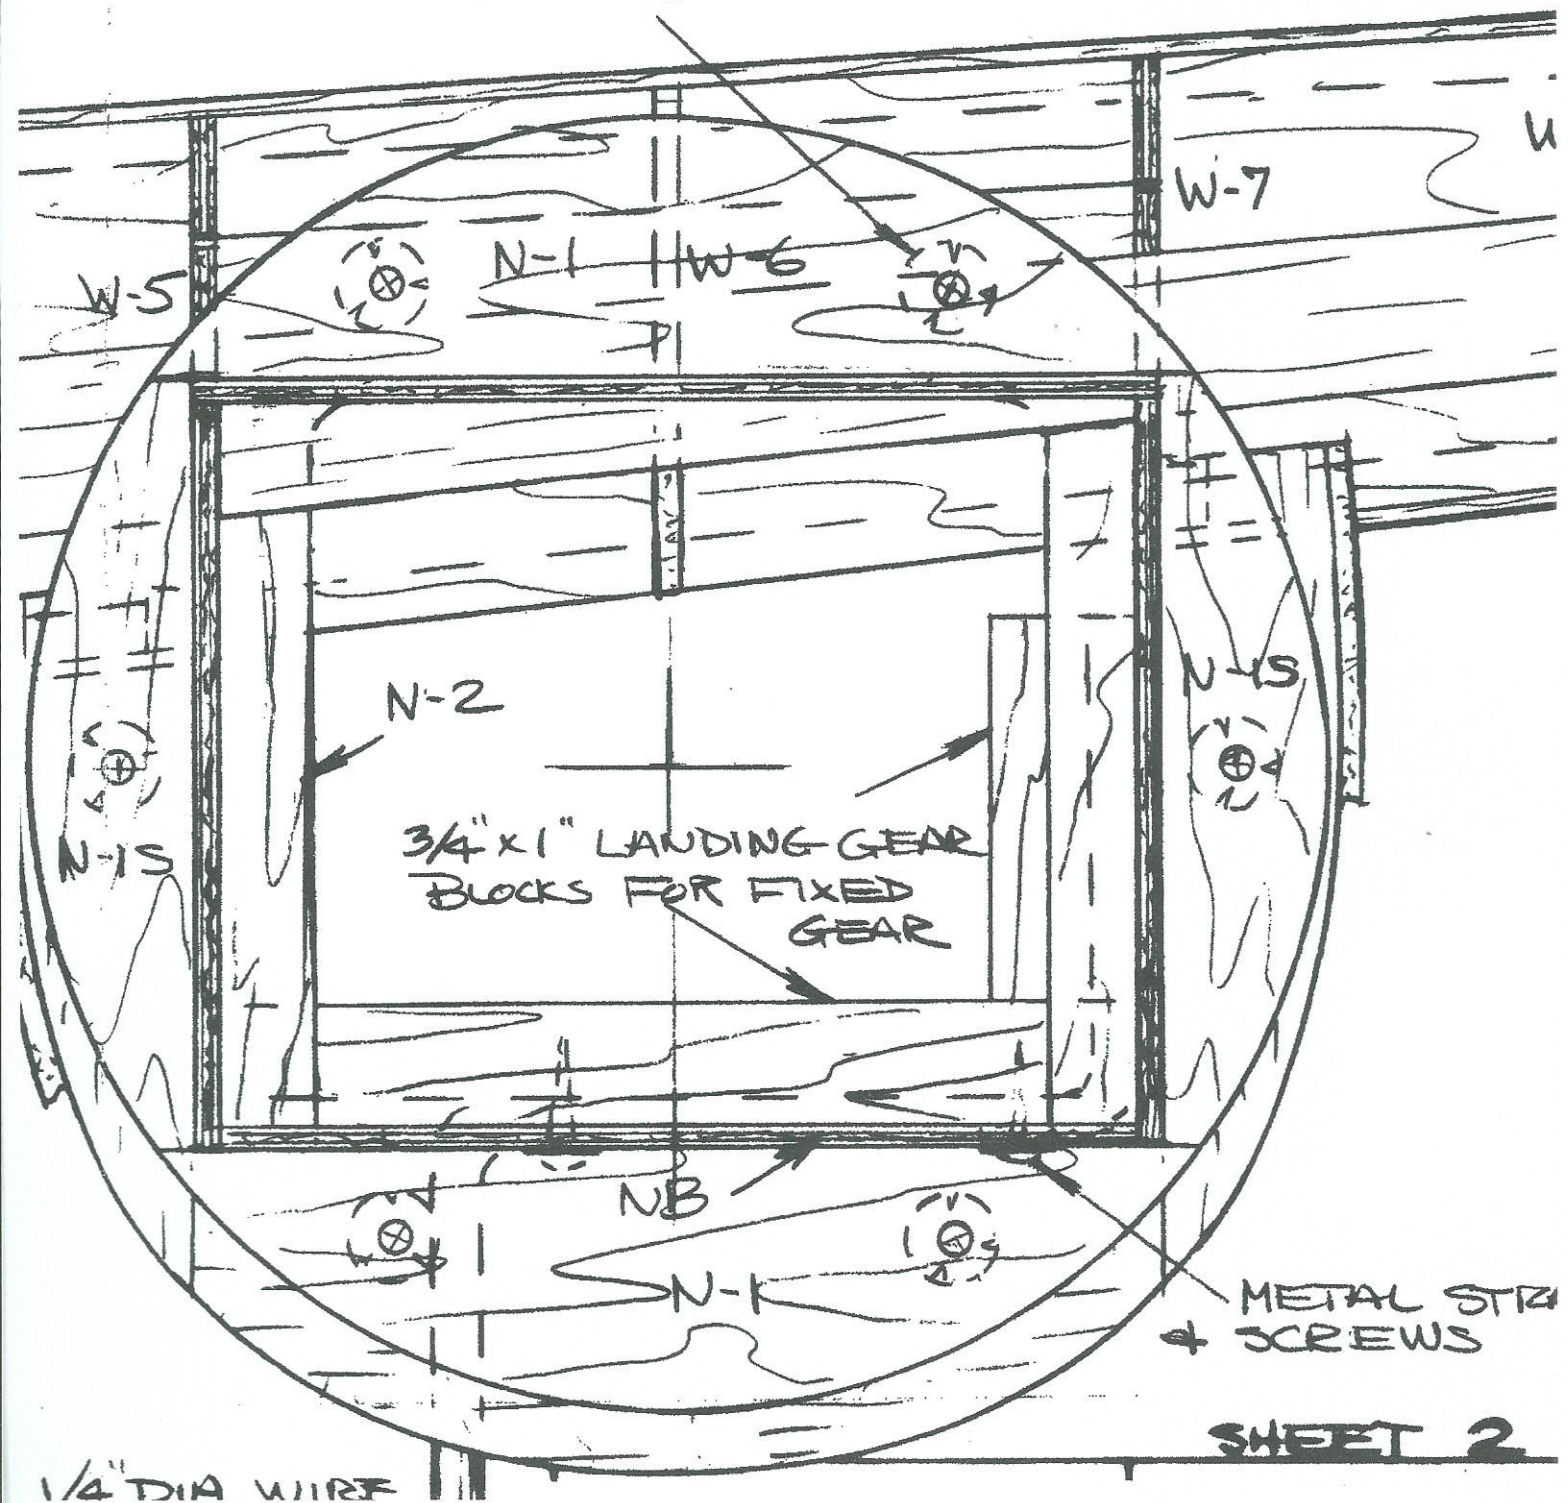 W-7
N-1
W-6
W-5
N-1S
N-2
3/4" x 1" LANDING GEAR
BLOCKS FOR FIXED
GEAR
N-1S
NB
N-1
METAL
& SCREWS
SHEET 2
1/4" DIA WIRE